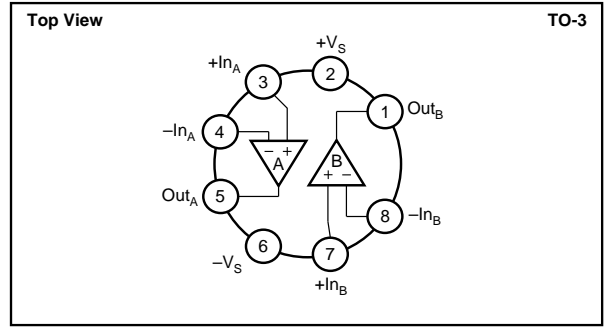 Top View TO-3
+V_S
+In_A
3 2
1 Out_B
–In_A 4
– + A
B + –
Out_A 5
8 –In_B
6 7
–V_S
+In_B